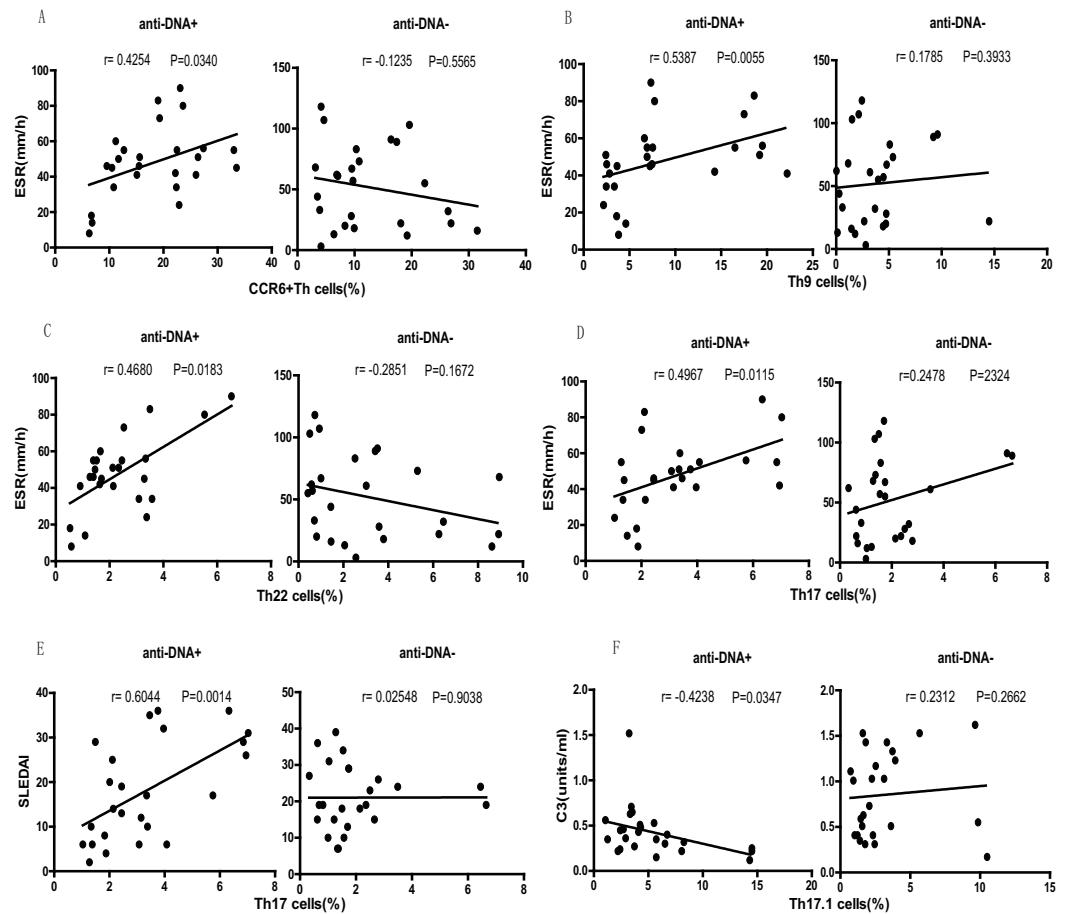 A
anti-DNA+
r= 0.4254 P=0.0340
ESR(mm/h)
100
80
60
40
20
0
0 10 20 30 40
anti-DNA-
r= -0.1235 P=0.5565
150
100
50
0
0 10 20 30 40
CCR6+Th cells(%)
B
anti-DNA+
r= 0.5387 P=0.0055
ESR(mm/h)
100
80
60
40
20
0
0 5 10 15 20 25
anti-DNA-
r= 0.1785 P=0.3933
150
100
50
0
0 5 10 15 20
Th9 cells(%)
C
anti-DNA+
r= 0.4680 P=0.0183
ESR(mm/h)
100
80
60
40
20
0
0 2 4 6 8
anti-DNA-
r= -0.2851 P=0.1672
150
100
50
0
0 2 4 6 8 10
Th22 cells(%)
D
anti-DNA+
r= 0.4967 P=0.0115
ESR(mm/h)
100
80
60
40
20
0
0 2 4 6 8
anti-DNA-
r=0.2478 P=2324
150
100
50
0
0 2 4 6 8
Th17 cells(%)
E
anti-DNA+
r= 0.6044 P=0.0014
SLEDAI
40
30
20
10
0
0 2 4 6 8
anti-DNA-
r= 0.02548 P=0.9038
50
40
30
20
10
0
0 2 4 6 8
Th17 cells(%)
F
anti-DNA+
r= -0.4238 P=0.0347
C3(units/ml)
2.0
1.5
1.0
0.5
0.0
0 5 10 15 20
anti-DNA-
r= 0.2312 P=0.2662
2.0
1.5
1.0
0.5
0.0
0 5 10 15
Th17.1 cells(%)